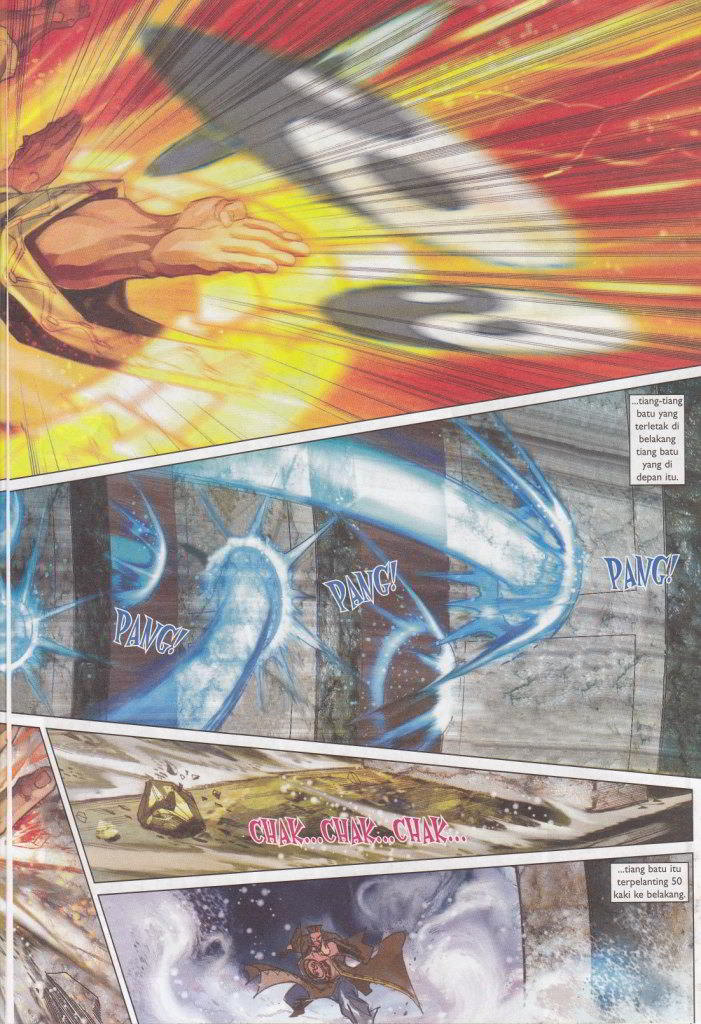 ...tiang-tiang
batu yang
terletak di
belakang
tiang batu
yang di
depan itu.
PANG!
PANG!
PANG!
CHAK...CHAK...CHAK...
...tiang batu itu
terpelanting 50
kaki ke belakang.